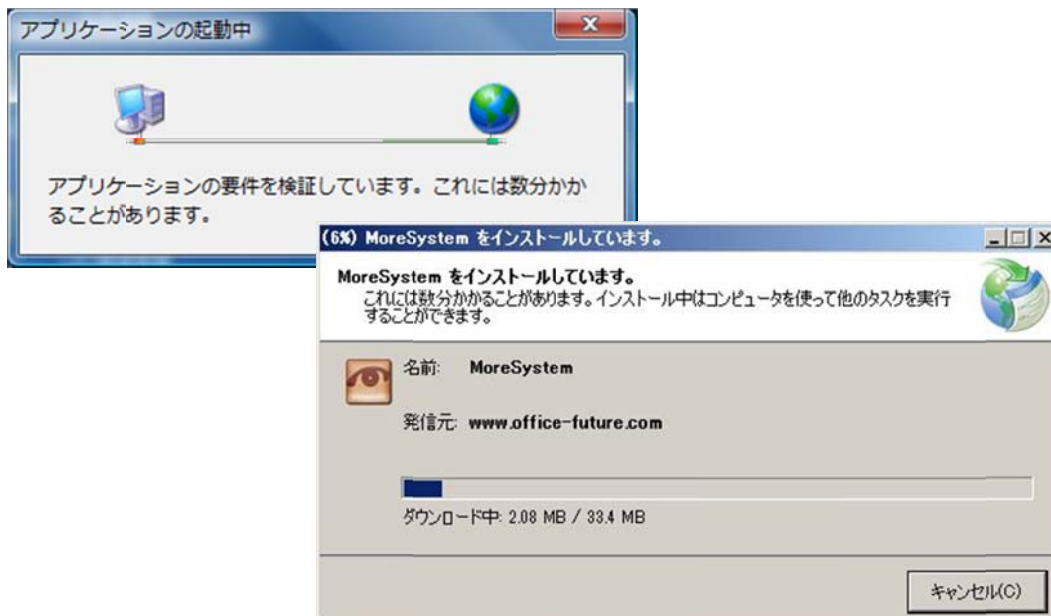 アプリケーションの起動中
アプリケーションの要件を検証しています。これには数分かか
ることがあります。
(6%) MoreSystem をインストールしています。
MoreSystem をインストールしています。
これには数分かかることがあります。インストール中はコンピュータを使って他のタスクを実行
することができます。
名前: MoreSystem
発信元: www.office-future.com
ダウンロード中: 2.08 MB / 33.4 MB
キャンセル(C)